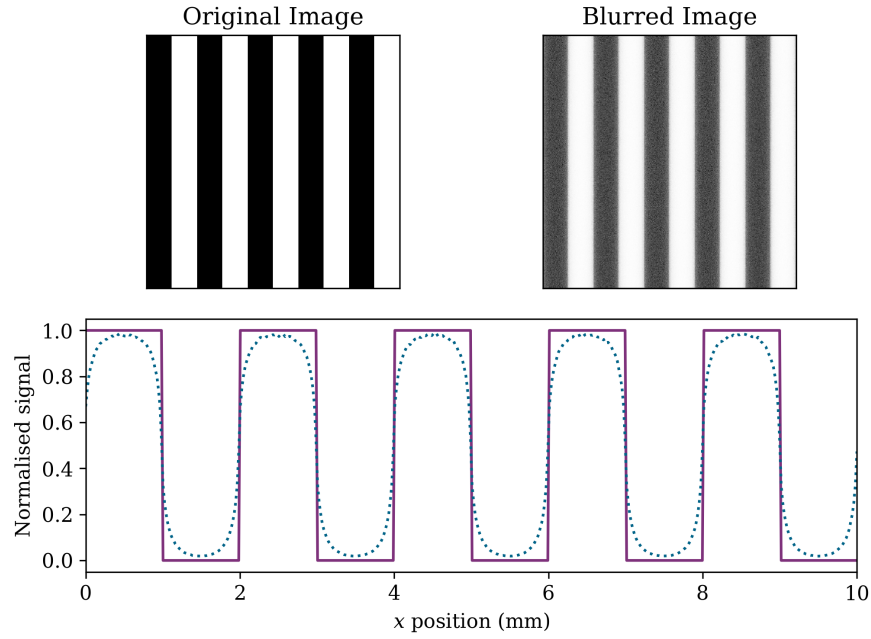 Original Image
Blurred Image
Normalised signal
1.0
0.8
0.6
0.4
0.2
0.0
0 2 4 6 8 10
x position (mm)